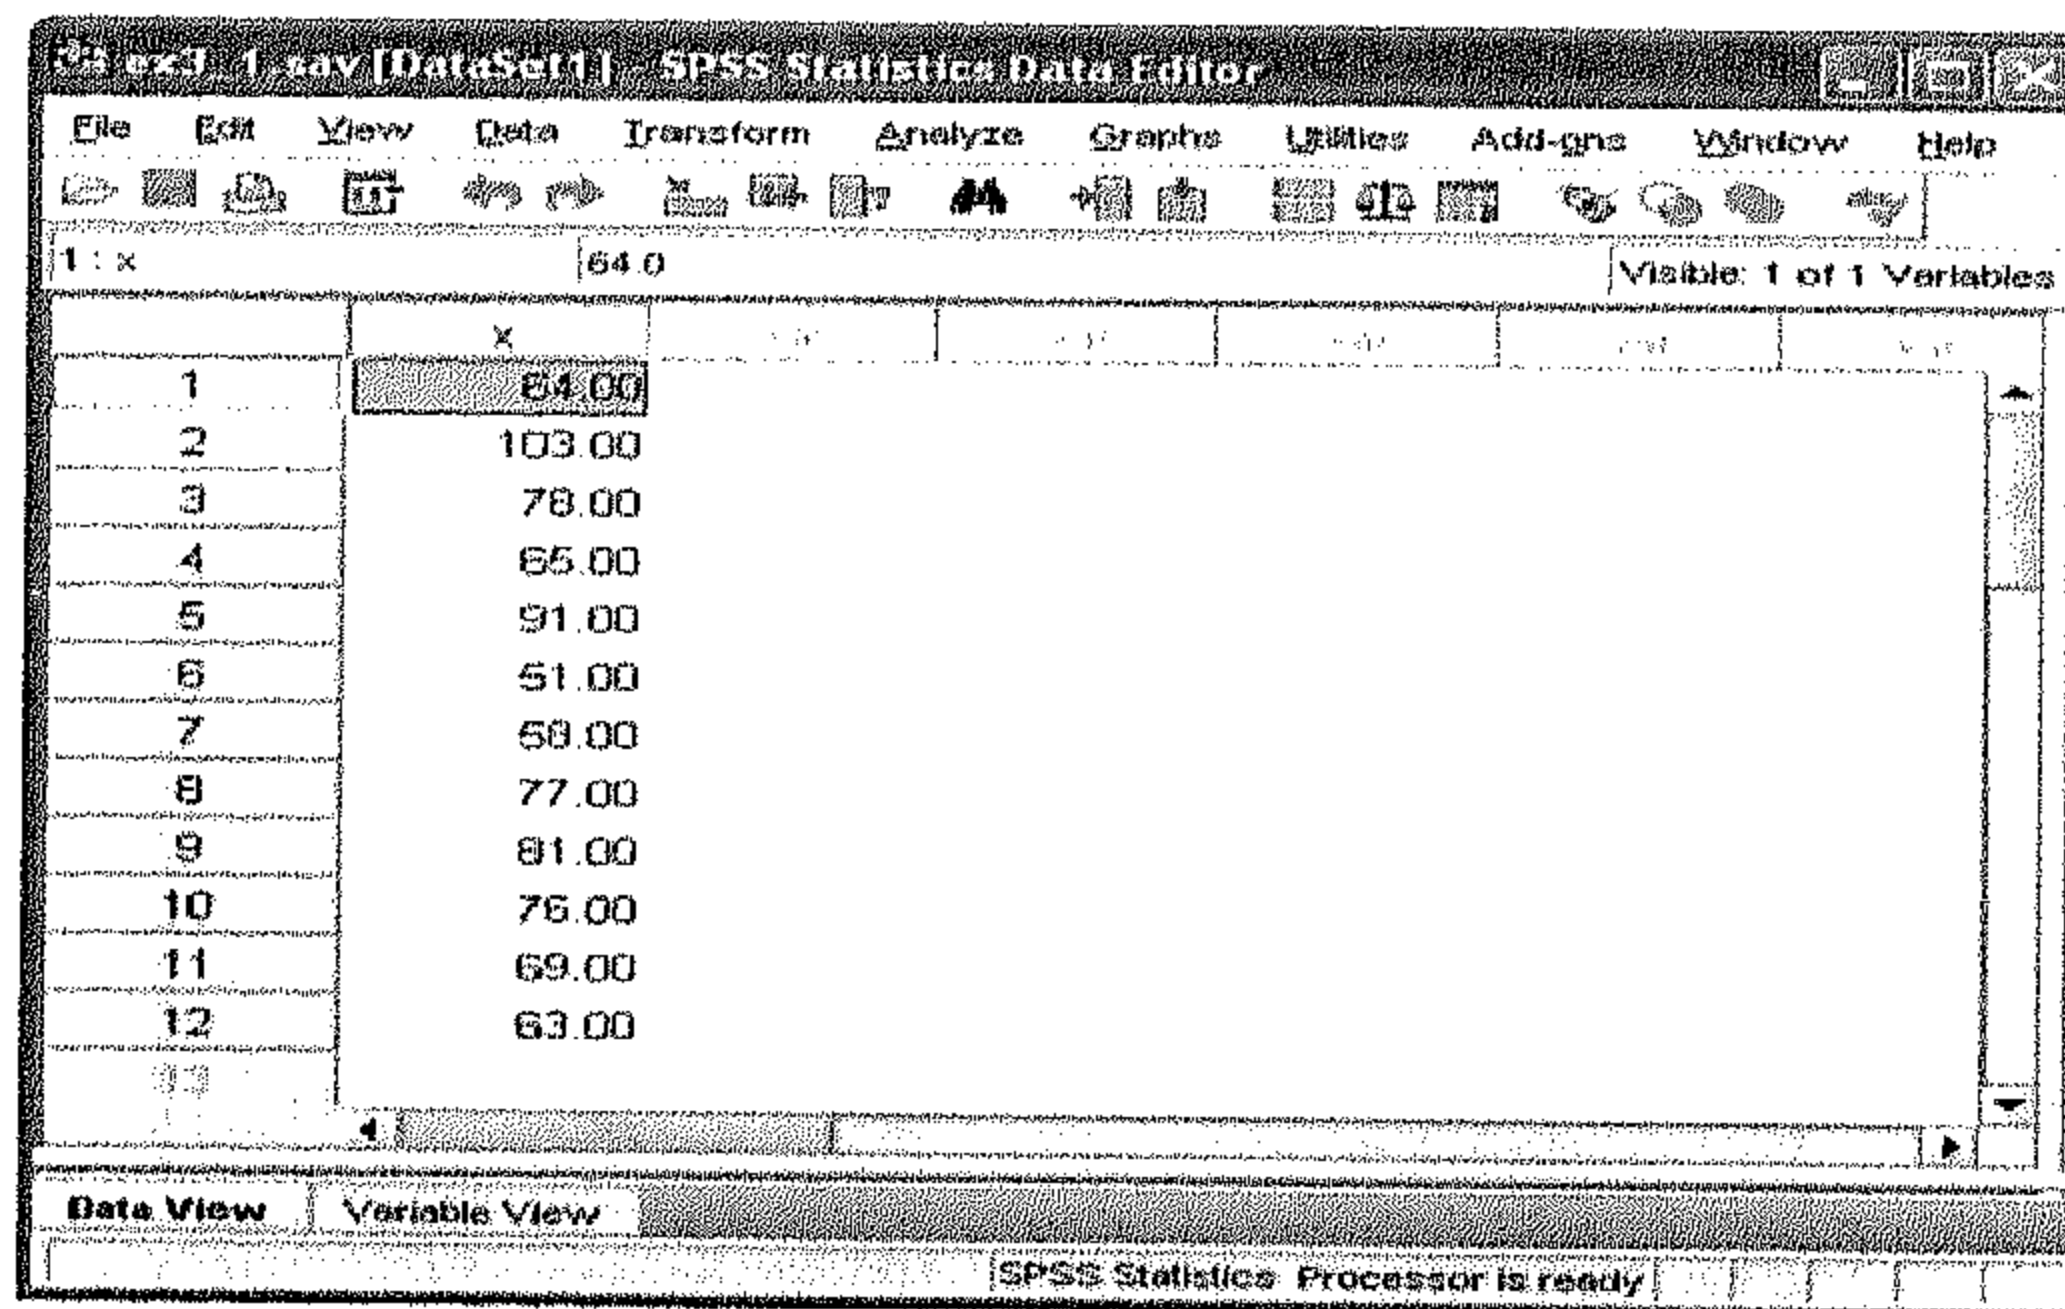 [DataSet1] - SPSS Statistics Data Editor
File Edit View Data Transform Analyze Graphs Utilities Add-ons Window Help
1 : x 64.0 Visible: 1 of 1 Variables
x
1 64.00
2 103.00
3 78.00
4 65.00
5 91.00
6 51.00
7 58.00
8 77.00
9 81.00
10 76.00
11 69.00
12 63.00
13
Data View Variable View
SPSS Statistics Processor is ready